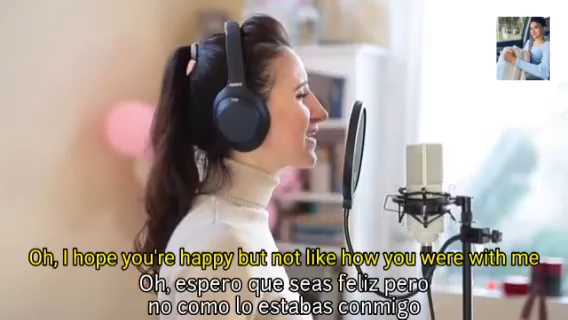 Oh, I hope you're happy but not like how you were with me
Oh, espero que seas feliz pero
no como lo estabas conmigo